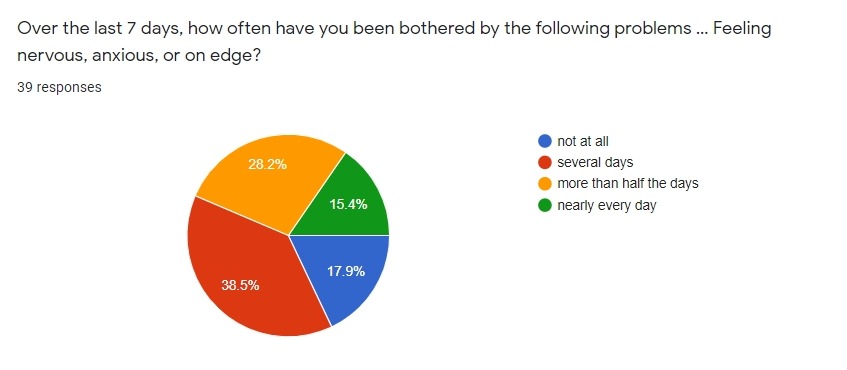 Over the last 7 days, how often have you been bothered by the following problems ... Feeling
nervous, anxious, or on edge?
39 responses
28.2%
15.4%
38.5%
17.9%
not at all
several days
more than half the days
nearly every day